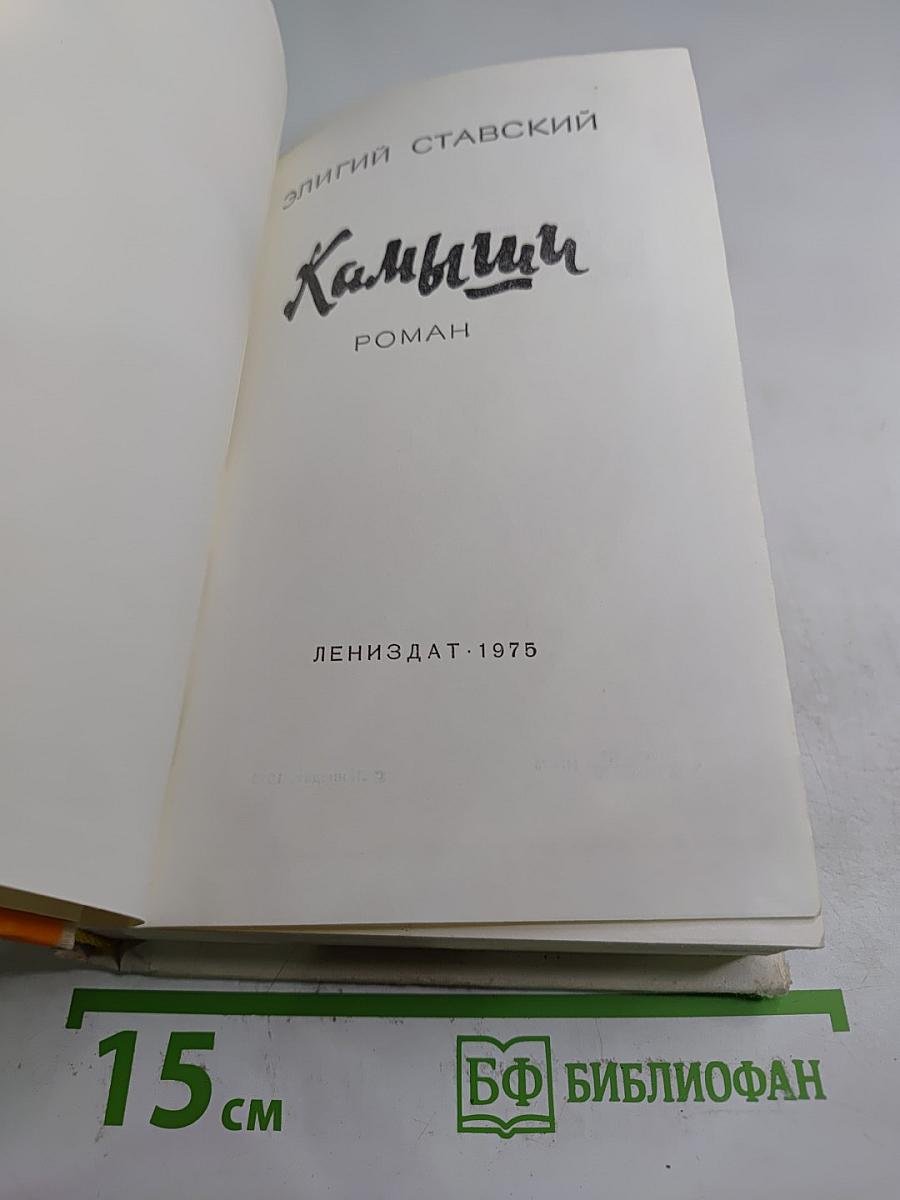 ЭЛИГИЙ СТАВСКИЙ
Камыши
РОМАН
ЛЕНИЗДАТ · 1975
15 см
БФ БИБЛИОФАН